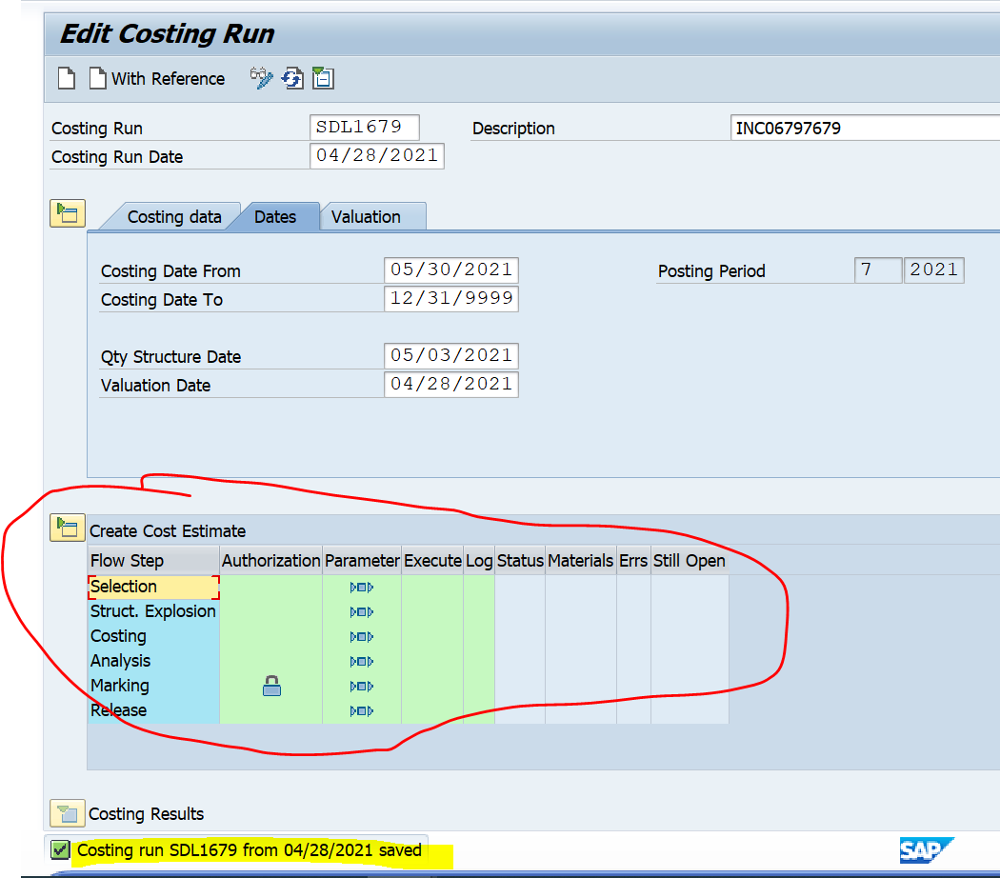 Edit Costing Run
With Reference
Costing Run SDL1679 Description INC06797679
Costing Run Date 04/28/2021
Costing data Dates Valuation
Costing Date From 05/30/2021 Posting Period 7 2021
Costing Date To 12/31/9999
Qty Structure Date 05/03/2021
Valuation Date 04/28/2021
Create Cost Estimate
Flow Step Authorization Parameter Execute Log Status Materials Errs Still Open
Selection
Struct. Explosion
Costing
Analysis
Marking
Release
Costing Results
Costing run SDL1679 from 04/28/2021 saved
SAP